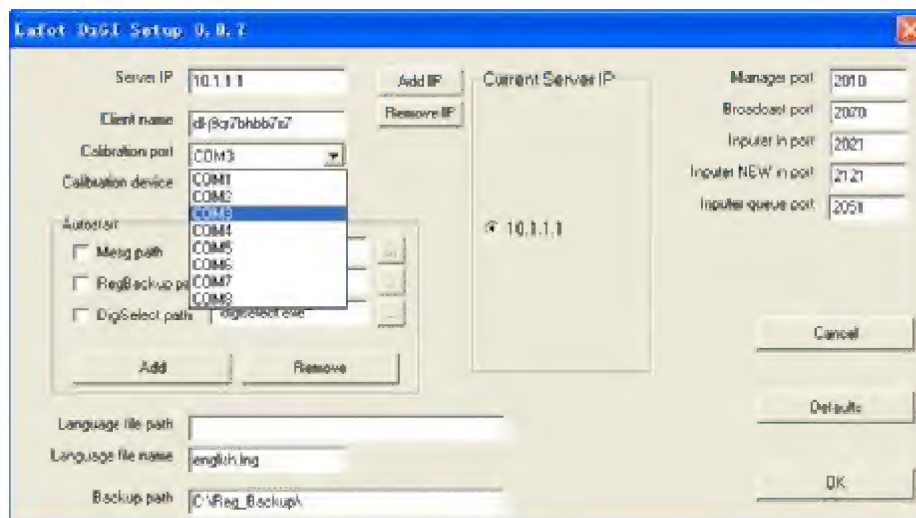 Lafot DiGI Setup 0.0.2
Server IP 10.1.1.1 Add IP Current Server IP Manager port 2010
Client name Remove IP Broadcast port 2070
Calibration port COM3 Inputer in port 2021
Calibration device COM1 Inputer NEW in port 2121
COM2
COM3 Inputer queue port 2051
Autostart COM4
Mesg path COM5 ... 10.1.1.1
COM6
RegBackup COM7 ...
COM8
DigiSelect path digiselect.exe ...
Cancel
Add Remove
Defaults
Language file path
Language file name english.lng
OK
Backup path C:\Reg_Backup\